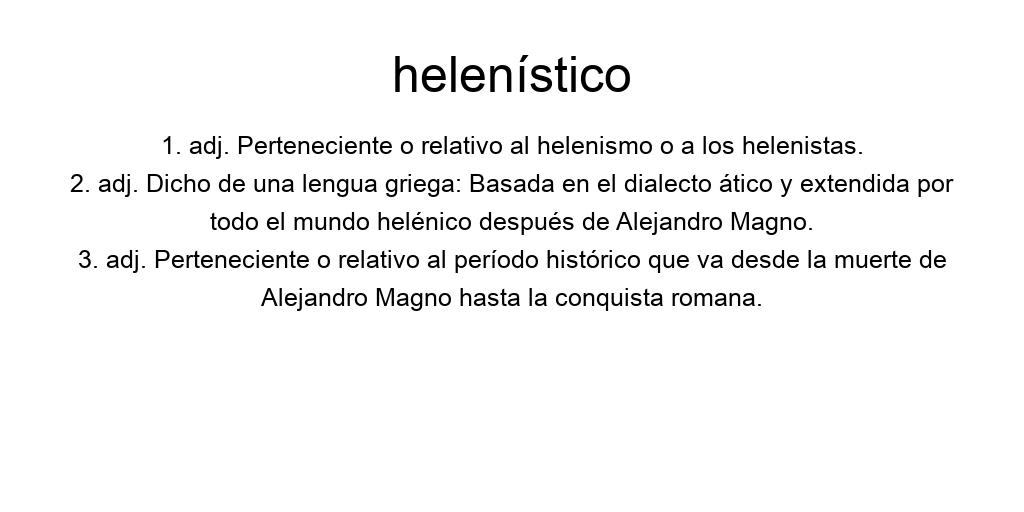 helenístico
1. adj. Perteneciente o relativo al helenismo o a los helenistas.
2. adj. Dicho de una lengua griega: Basada en el dialecto ático y extendida por
todo el mundo helénico después de Alejandro Magno.
3. adj. Perteneciente o relativo al período histórico que va desde la muerte de
Alejandro Magno hasta la conquista romana.